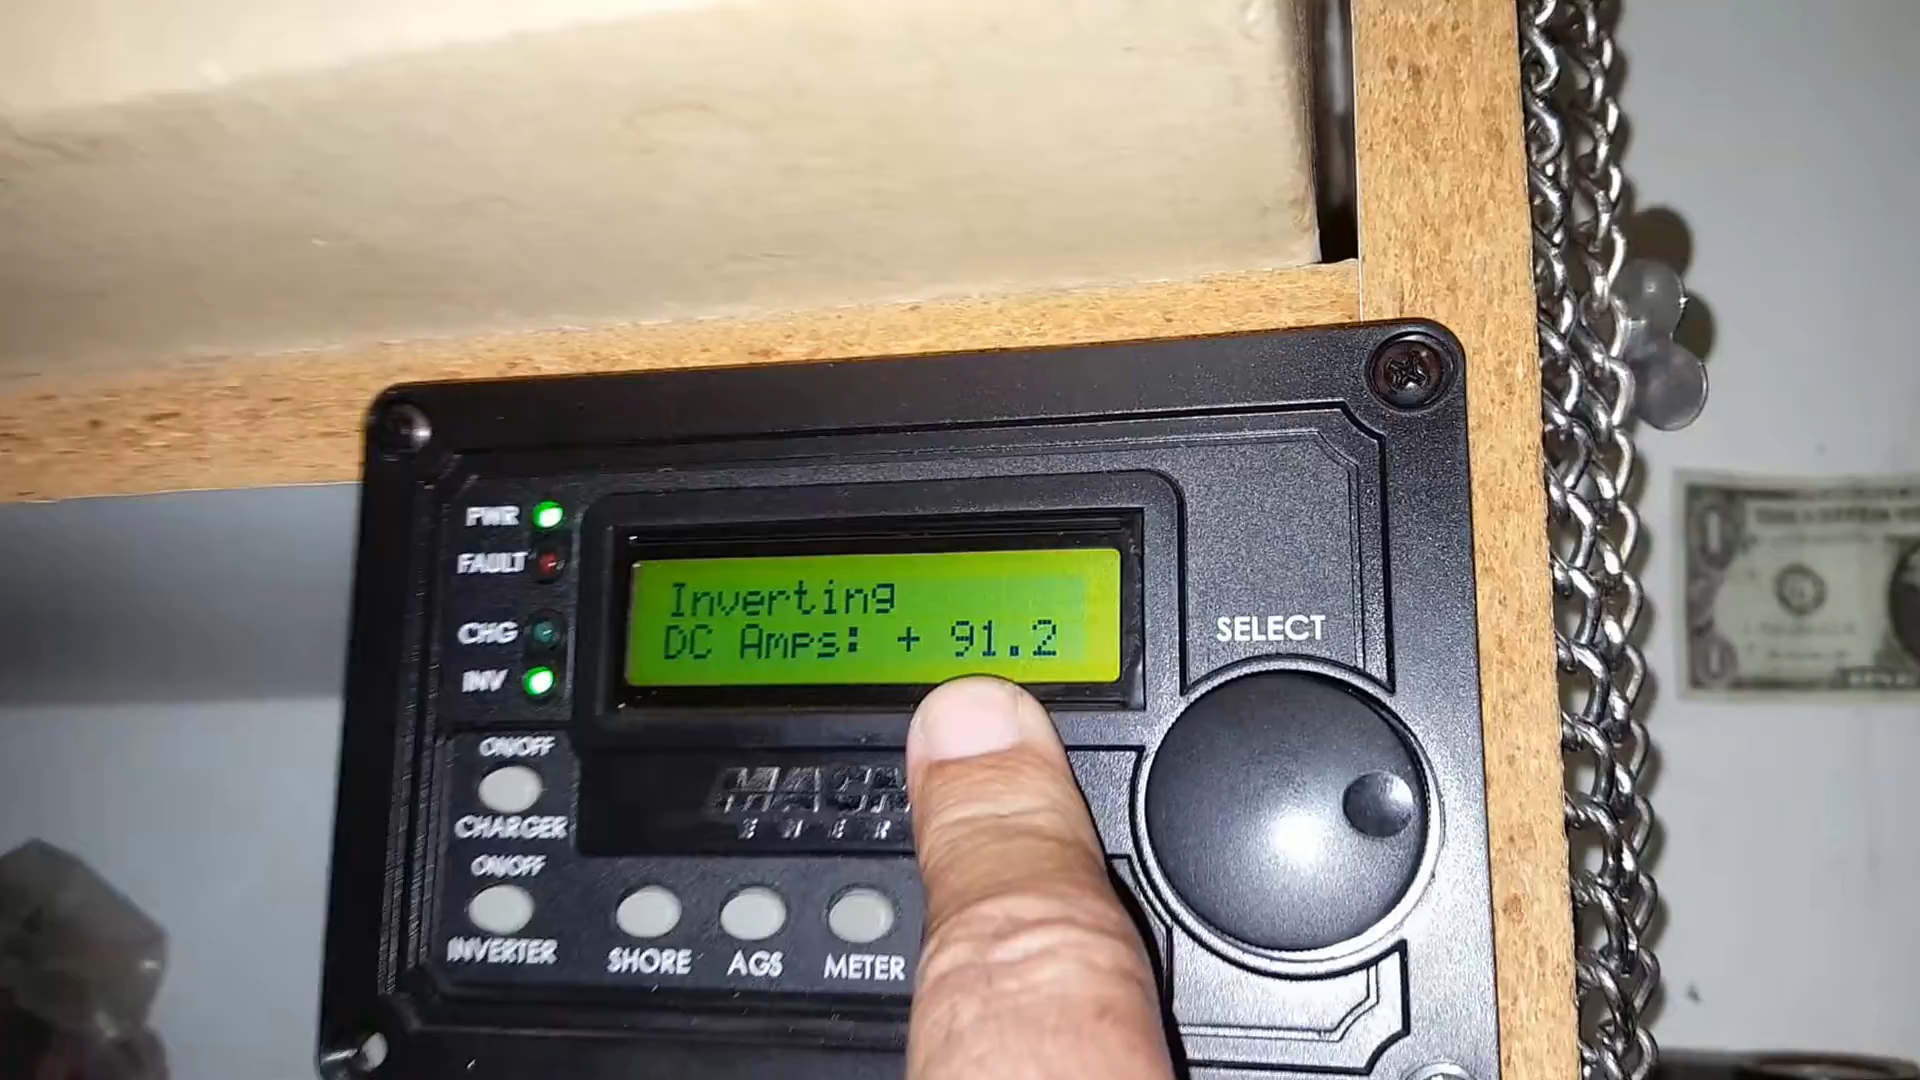 PWR
FAULT
CHG
INV
Inverting
DC Amps: + 91.2
SELECT
ON/OFF
CHARGER
ON/OFF
INVERTER
SHORE
AGS
METER